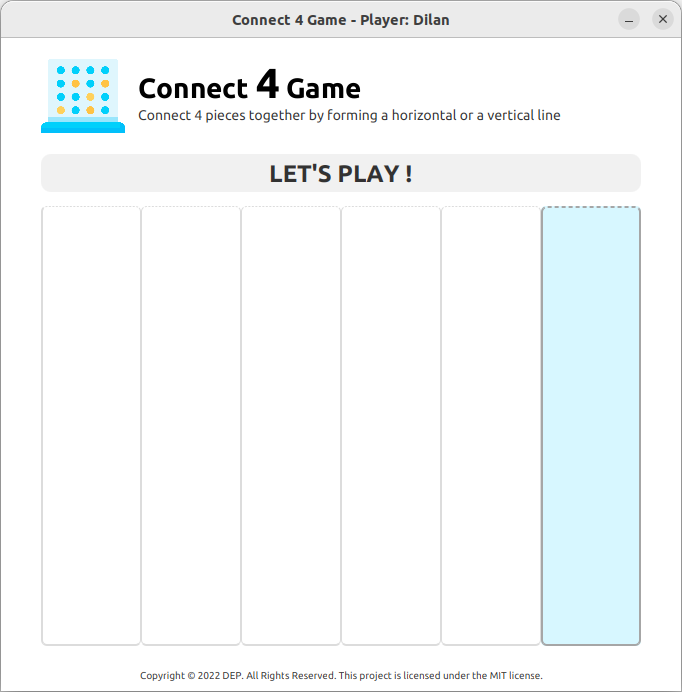 Connect 4 Game - Player: Dilan
Connect 4 Game
Connect 4 pieces together by forming a horizontal or a vertical line
LET'S PLAY !
Copyright © 2022 DEP. All Rights Reserved. This project is licensed under the MIT license.